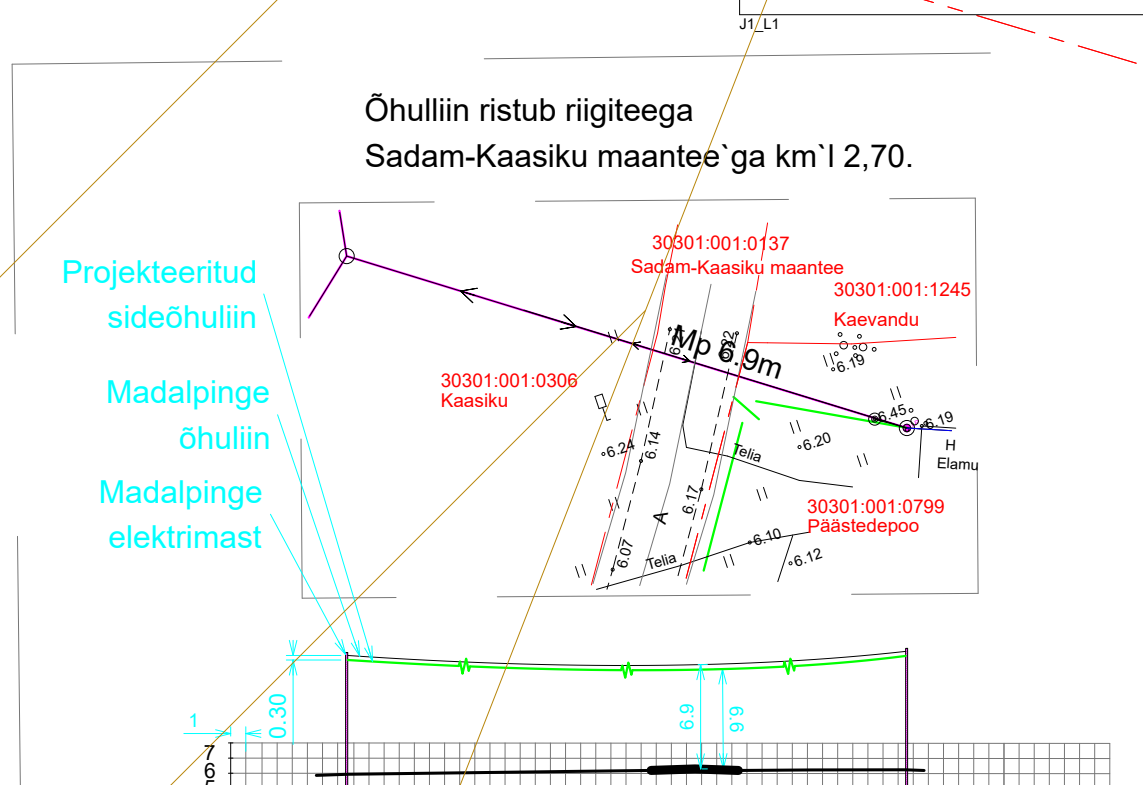 J1_L1
Õhulliin ristub riigiteega
Sadam-Kaasiku maantee`ga km`l 2,70.
30301:001:0137
Sadam-Kaasiku maantee
30301:001:1245
Kaevandu
Projekteeritud
sideõhuliin
Mp 6.9m
6.22
6.19
30301:001:0306
Kaasiku
Madalpinge
õhuliin
6.45
6.19
6.24
6.14
6.20
H
Elamu
Telia
Madalpinge
elektrimast
6.17
A
30301:001:0799
Päästedepoo
6.07
Telia
6.10
6.12
0.30
6.9
6.6
1
7
6